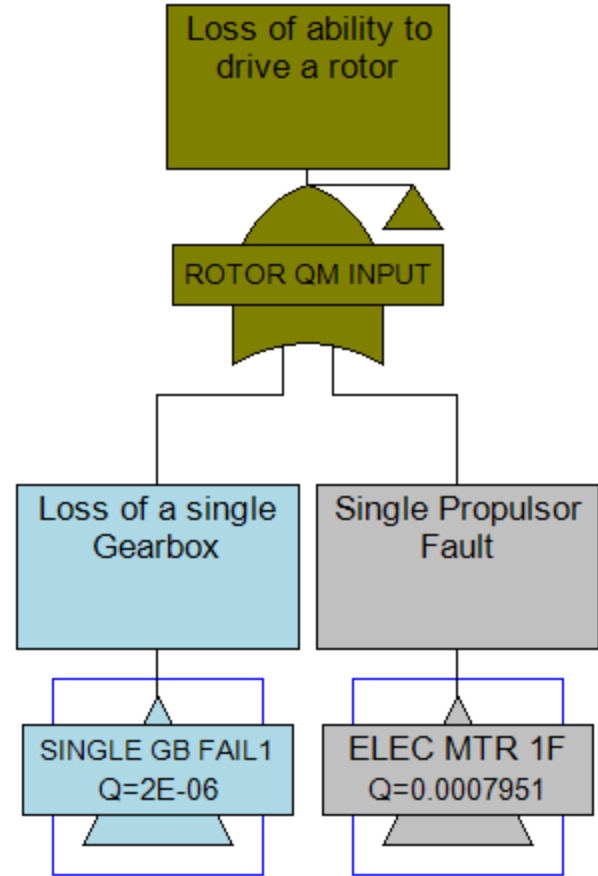 Loss of ability to
drive a rotor
ROTOR QM INPUT
Loss of a single
Gearbox
Single Propulsor
Fault
SINGLE GB FAIL1
Q=2E-06
ELEC MTR 1F
Q=0.0007951